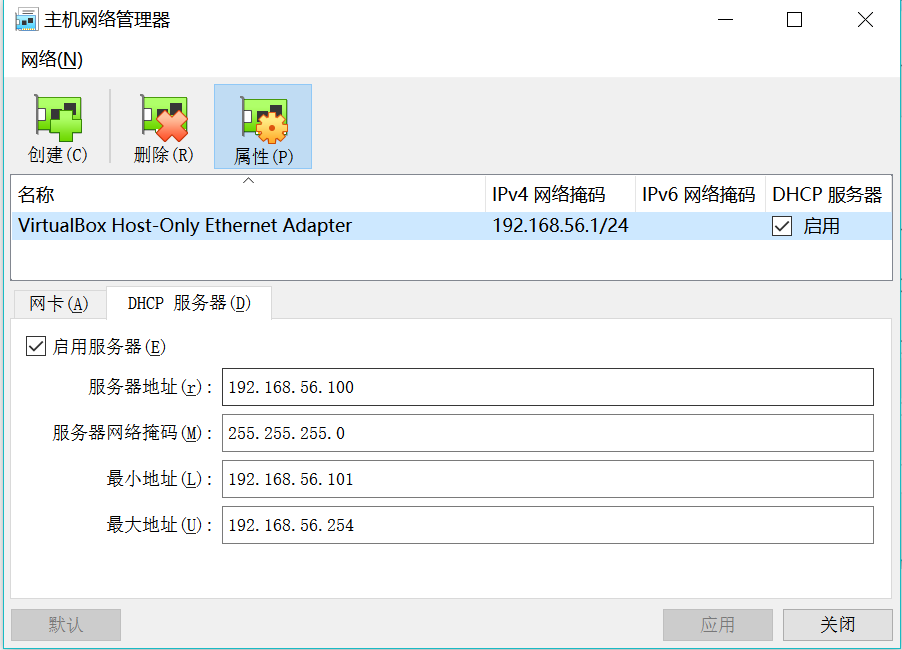 主机网络管理器
网络(N)
创建(C) 删除(R) 属性(P)
名称 IPv4 网络掩码 IPv6 网络掩码 DHCP 服务器
VirtualBox Host-Only Ethernet Adapter 192.168.56.1/24 启用
网卡(A) DHCP 服务器(D)
启用服务器(E)
服务器地址(r): 192.168.56.100
服务器网络掩码(M): 255.255.255.0
最小地址(L): 192.168.56.101
最大地址(U): 192.168.56.254
默认 应用 关闭